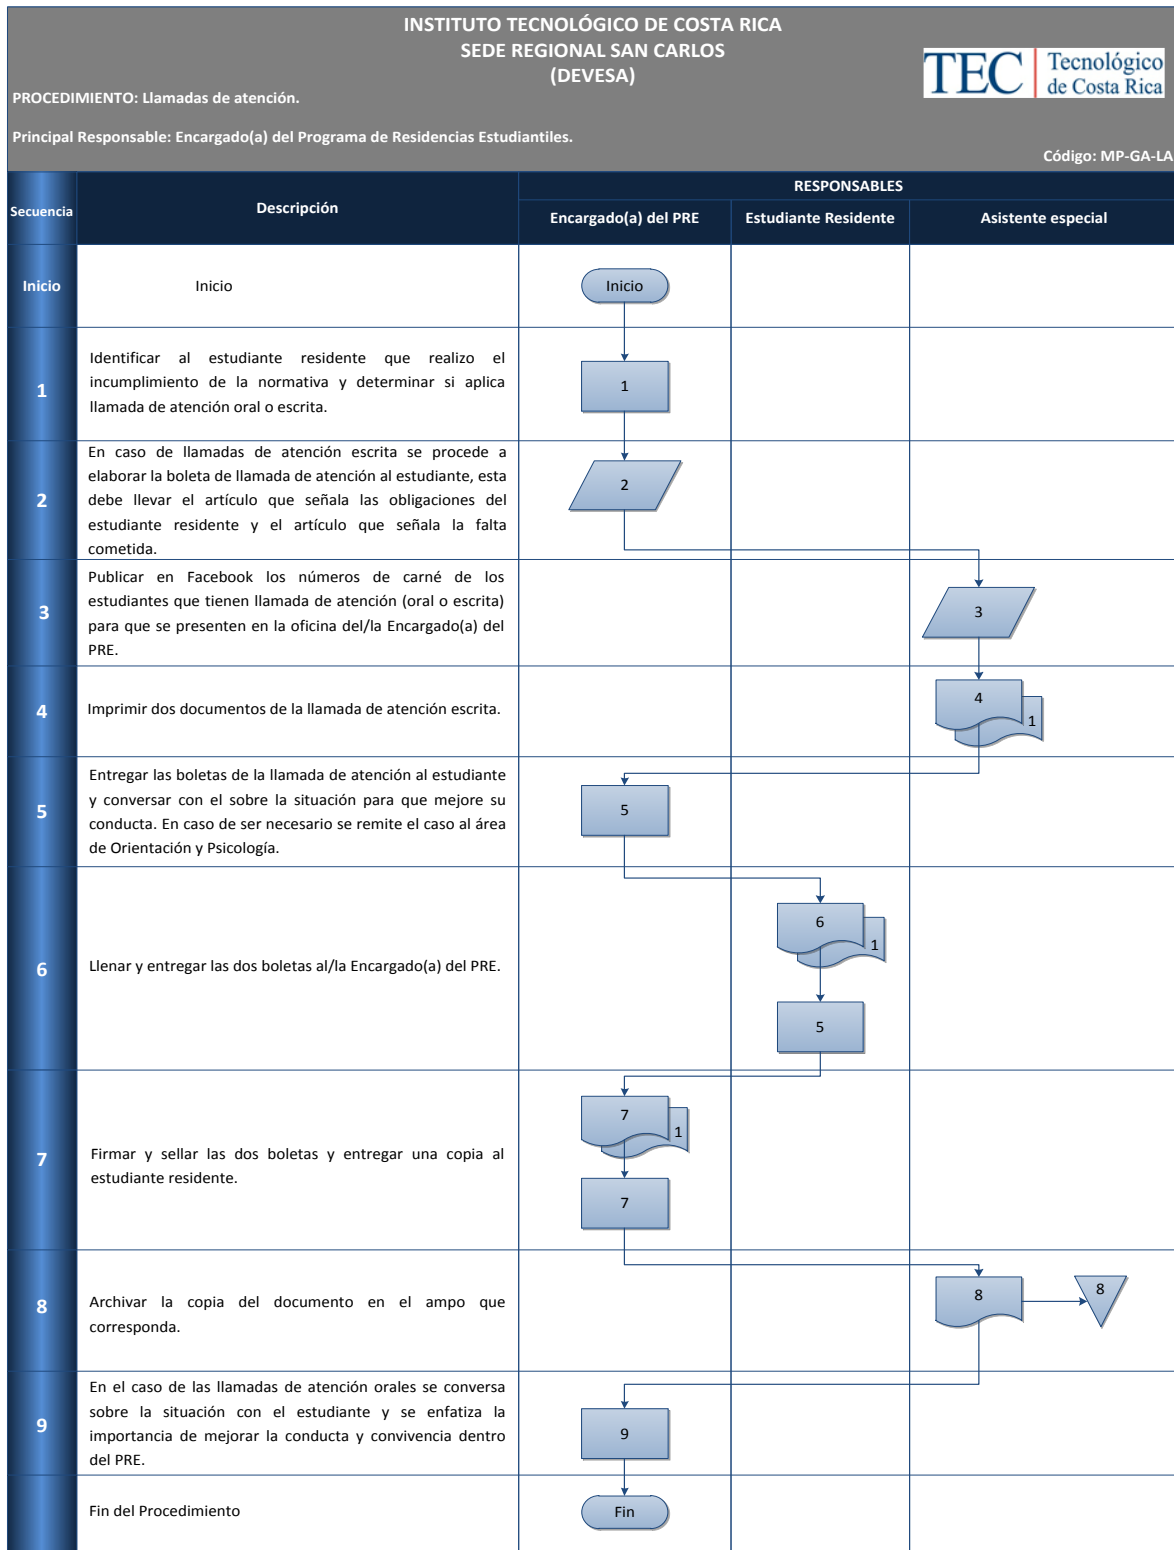 INSTITUTO TECNOLÓGICO DE COSTA RICA
SEDE REGIONAL SAN CARLOS
(DEVESA)
TEC Tecnológico
de Costa Rica
PROCEDIMIENTO: Llamadas de atención.
Principal Responsable: Encargado(a) del Programa de Residencias Estudiantiles.
Código: MP-GA-LA
Secuencia
Descripción
RESPONSABLES
Encargado(a) del PRE
Estudiante Residente
Asistente especial
Inicio
Inicio
Inicio
1
Identificar al estudiante residente que realizo el
incumplimiento de la normativa y determinar si aplica
llamada de atención oral o escrita.
1
2
En caso de llamadas de atención escrita se procede a
elaborar la boleta de llamada de atención al estudiante, esta
debe llevar el artículo que señala las obligaciones del
estudiante residente y el artículo que señala la falta
cometida.
2
3
Publicar en Facebook los números de carné de los
estudiantes que tienen llamada de atención (oral o escrita)
para que se presenten en la oficina del/la Encargado(a) del
PRE.
3
4
Imprimir dos documentos de la llamada de atención escrita.
4
1
5
Entregar las boletas de la llamada de atención al estudiante
y conversar con el sobre la situación para que mejore su
conducta. En caso de ser necesario se remite el caso al área
de Orientación y Psicología.
5
6
Llenar y entregar las dos boletas al/la Encargado(a) del PRE.
6
1
5
7
Firmar y sellar las dos boletas y entregar una copia al
estudiante residente.
7
1
7
8
Archivar la copia del documento en el ampo que
corresponda.
8
8
9
En el caso de las llamadas de atención orales se conversa
sobre la situación con el estudiante y se enfatiza la
importancia de mejorar la conducta y convivencia dentro
del PRE.
9
Fin del Procedimiento
Fin